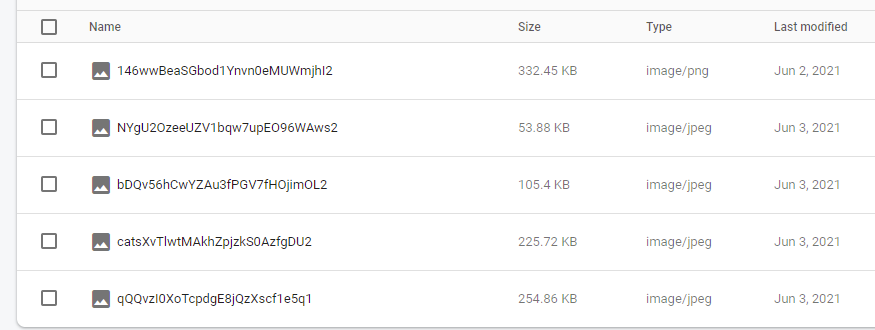 Name Size Type Last modified
146wwBeaSGbod1Ynvn0eMUWmjhI2 332.45 KB image/png Jun 2, 2021
NYgU2OzeeUZV1bqw7upEO96WAws2 53.88 KB image/jpeg Jun 3, 2021
bDQv56hCwYZAu3fPGV7fHOjimOL2 105.4 KB image/jpeg Jun 3, 2021
catsXvTlwtMAkhZpjzkS0AzfgDU2 225.72 KB image/jpeg Jun 3, 2021
qQQvzI0XoTcpdgE8jQzXscf1e5q1 254.86 KB image/jpeg Jun 3, 2021